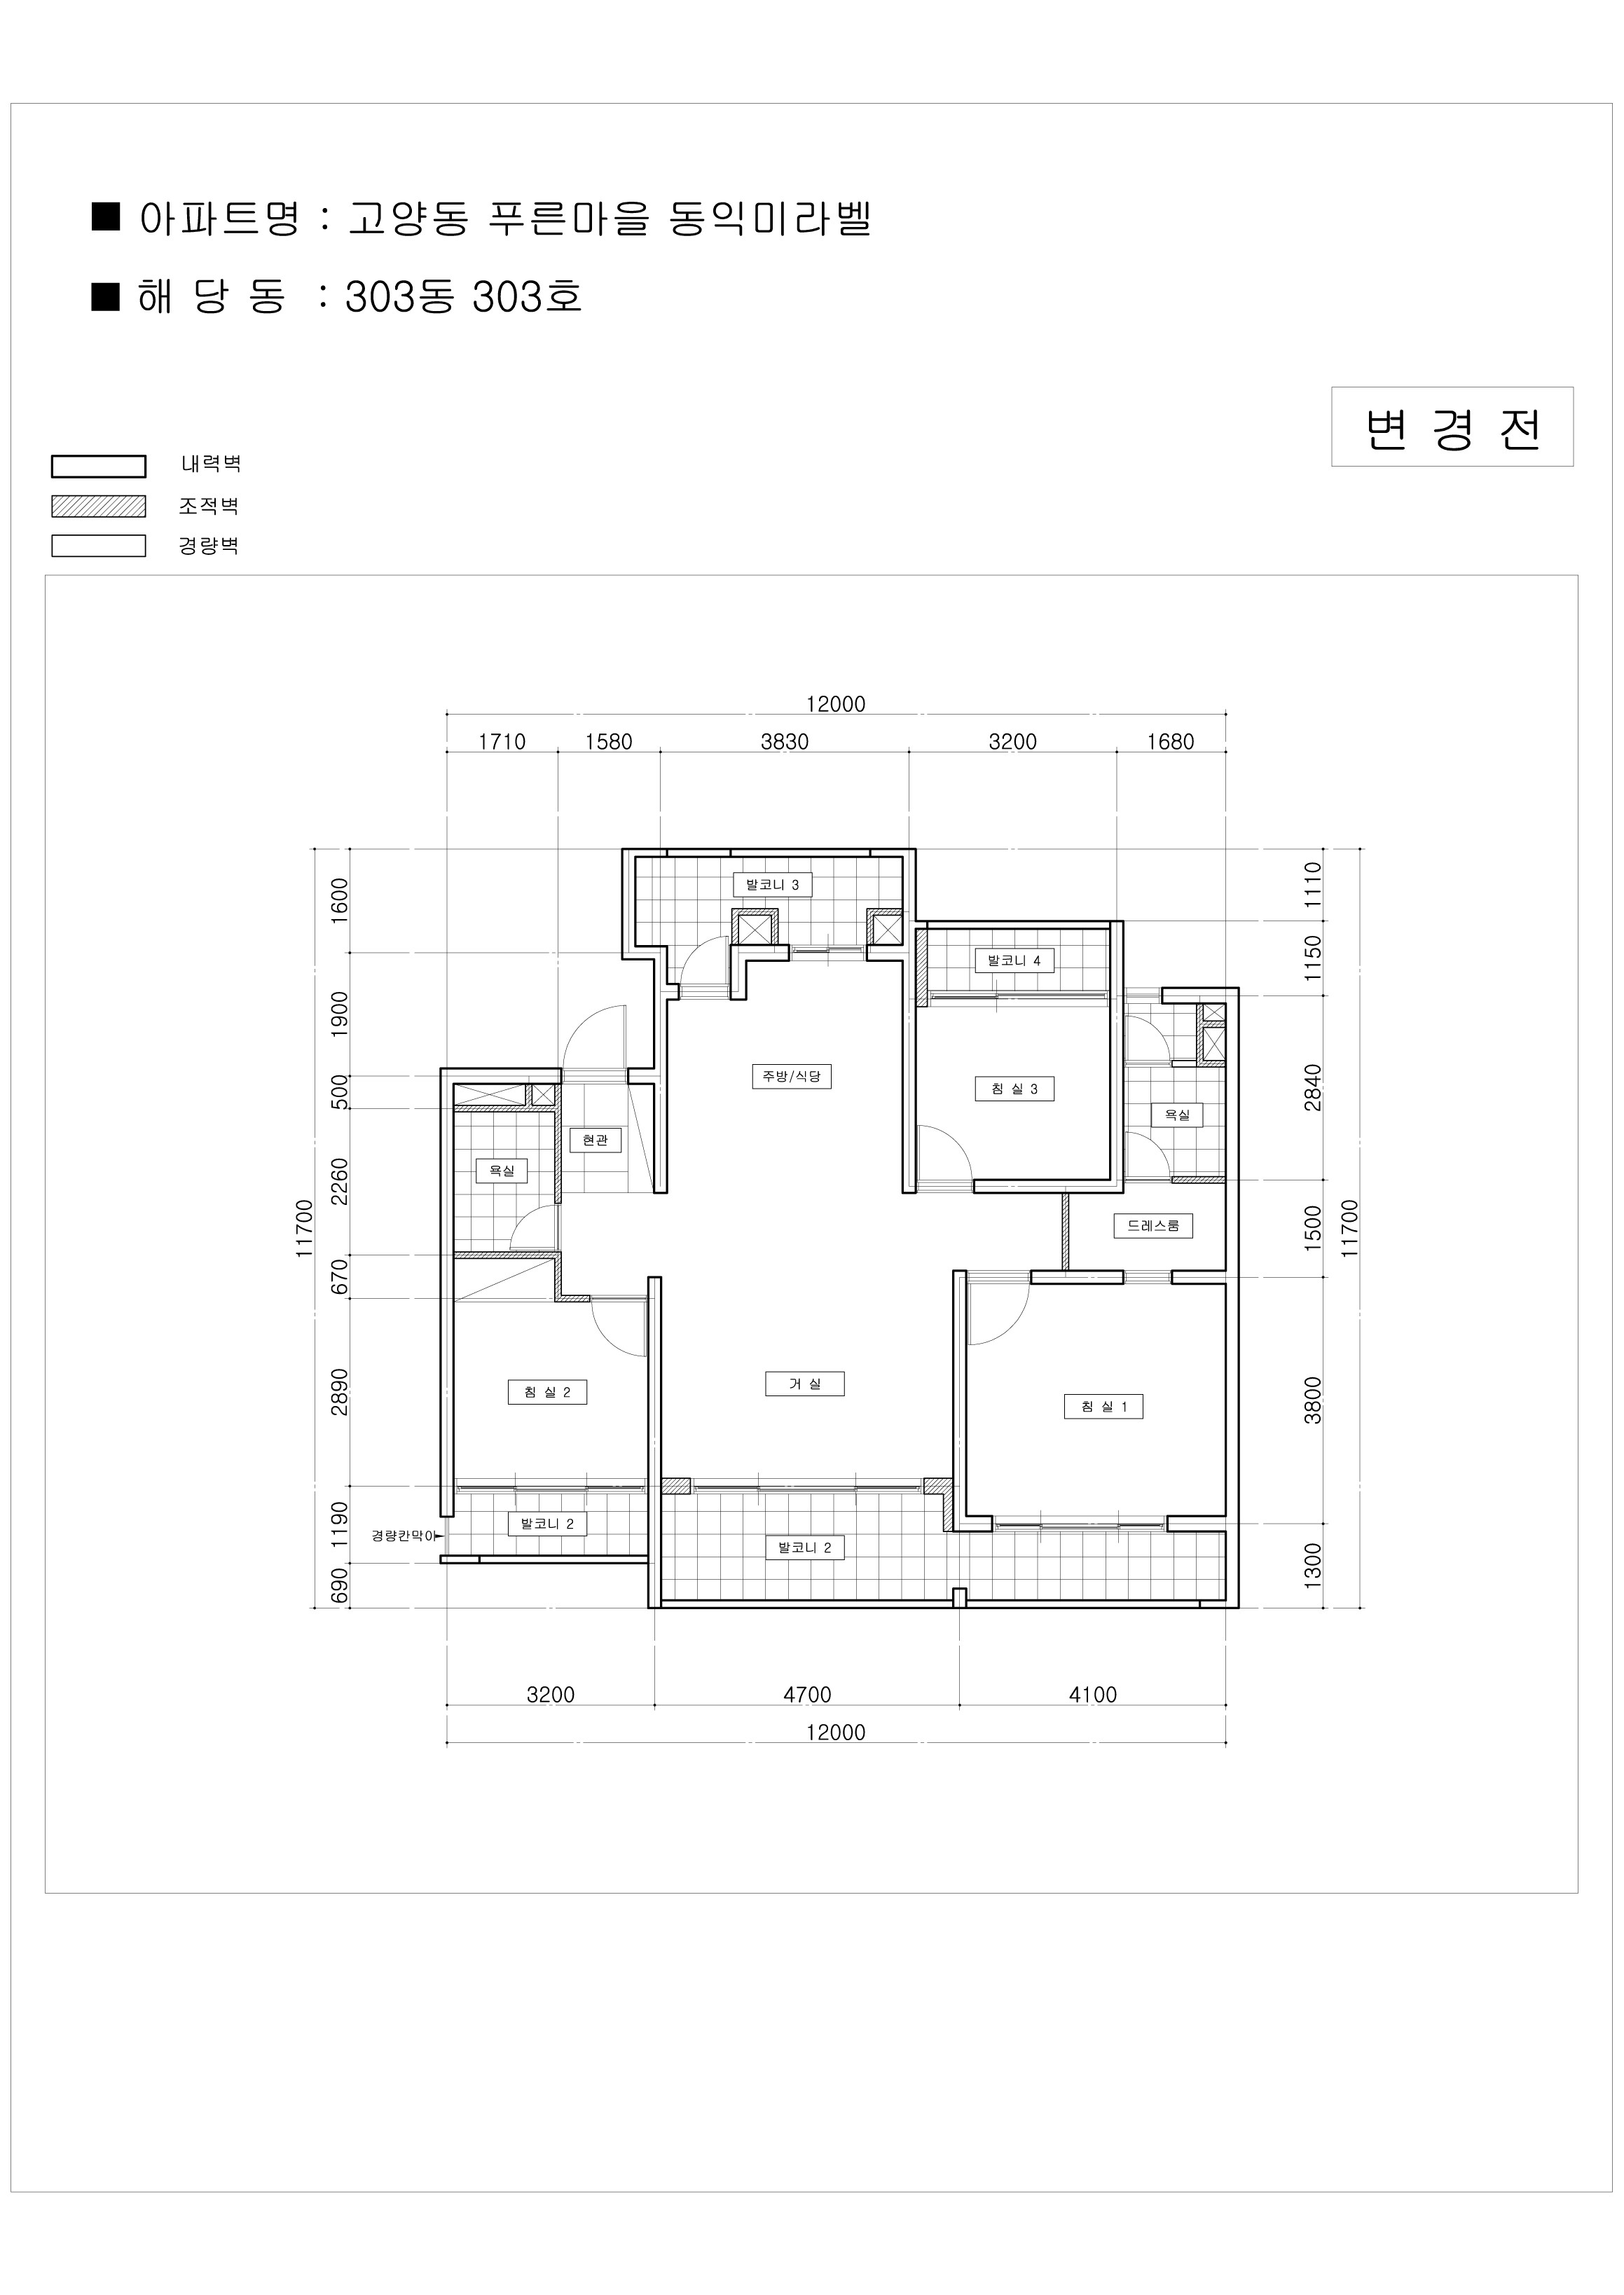 ■ 아파트명 : 고양동 푸른마을 동익미라벨
■ 해 당 동 : 303동 303호
변 경 전
내력벽
조적벽
경량벽
12000
1710 1580 3830 3200 1680
1600
1900
500
2260
670
2890
1190
690
11700
1110
1150
2840
1500
3800
1300
11700
발코니 3
발코니 4
주방/식당
침 실 3
욕실
현관
욕실
드레스룸
거 실
침 실 2
침 실 1
발코니 2
경량칸막이
발코니 2
3200 4700 4100
12000